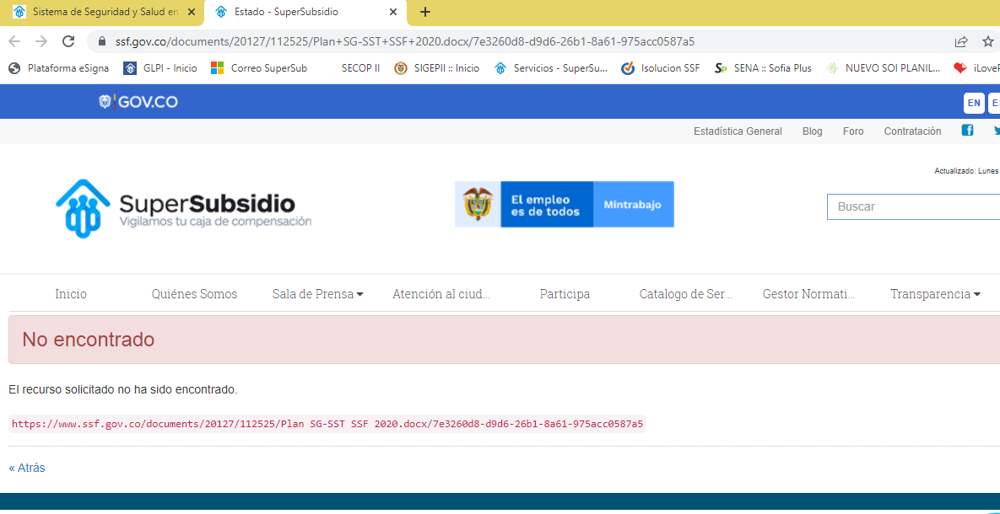 Sistema de Seguridad y Salud en
Estado - SuperSubsidio
ssf.gov.co/documents/20127/112525/Plan+SG-SST+SSF+2020.docx/7e3260d8-d9d6-26b1-8a61-975acc0587a5
Plataforma eSigna
GLPI - Inicio
Correo SuperSub
SECOP II
SIGEPII :: Inicio
Servicios - SuperSu...
Isolucion SSF
SENA :: Sofia Plus
NUEVO SOI PLANIL...
GOV.CO
EN
Estadística General
Blog
Foro
Contratación
Actualizado: Lunes
SuperSubsidio
Vigilamos tu caja de compensación
El empleo
es de todos
Mintrabajo
Buscar
Inicio
Quiénes Somos
Sala de Prensa
Atención al ciud...
Participa
Catalogo de Ser...
Gestor Normati...
Transparencia
No encontrado
El recurso solicitado no ha sido encontrado.
https://www.ssf.gov.co/documents/20127/112525/Plan SG-SST SSF 2020.docx/7e3260d8-d9d6-26b1-8a61-975acc0587a5
« Atrás